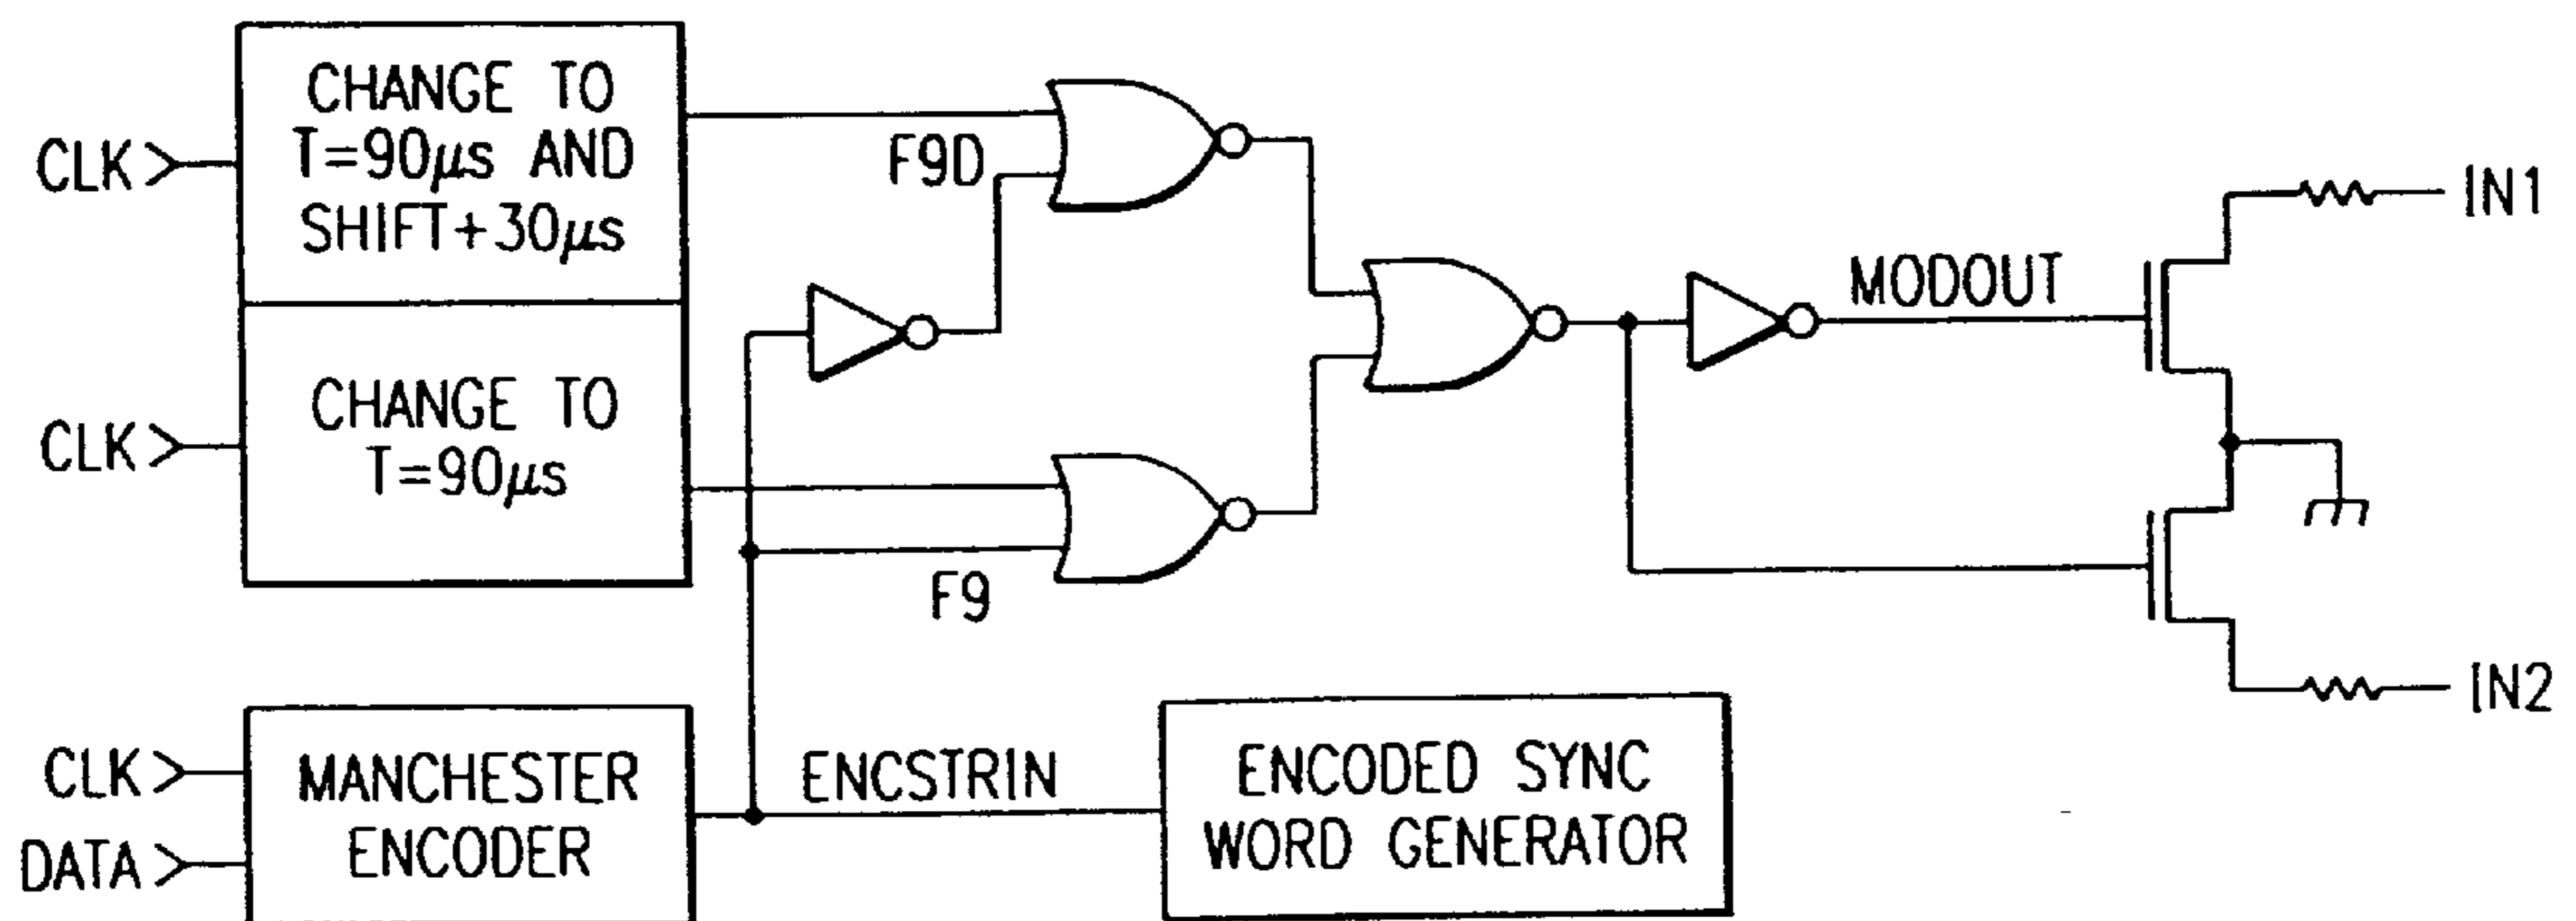 CLK
CHANGE TO
T=90μs AND
SHIFT+30μs
F9D
IN1
MODOUT
CLK
CHANGE TO
T=90μs
F9
IN2
CLK
DATA
MANCHESTER
ENCODER
ENCSTRIN
ENCODED SYNC
WORD GENERATOR